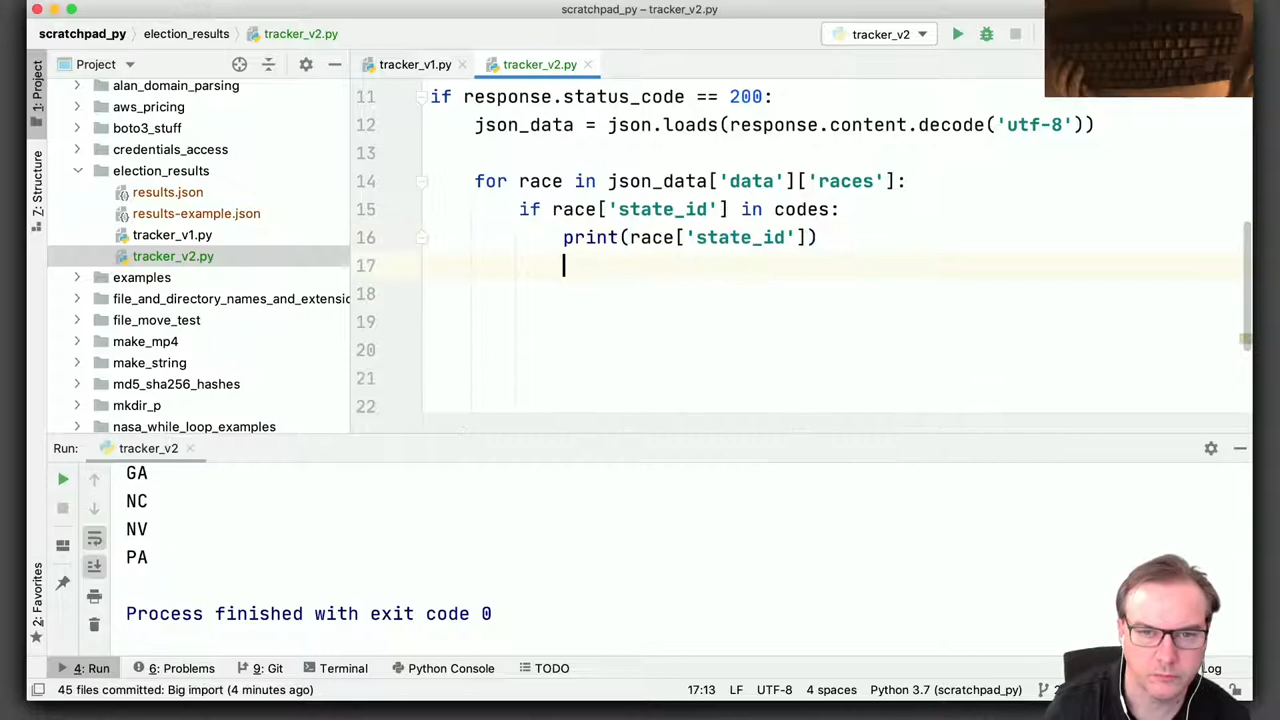 scratchpad_py – tracker_v2.py
scratchpad_py election_results tracker_v2.py
tracker_v2
Project
tracker_v1.py
tracker_v2.py
1: Project
Z: Structure
2: Favorites
alan_domain_parsing
aws_pricing
boto3_stuff
credentials_access
election_results
results.json
results-example.json
tracker_v1.py
tracker_v2.py
examples
file_and_directory_names_and_extensio
file_move_test
make_mp4
make_string
md5_sha256_hashes
mkdir_p
nasa_while_loop_examples
11 if response.status_code == 200:
12 json_data = json.loads(response.content.decode('utf-8'))
13
14 for race in json_data['data']['races']:
15 if race['state_id'] in codes:
16 print(race['state_id'])
17
18
19
20
21
22
Run: tracker_v2
GA
NC
NV
PA
Process finished with exit code 0
4: Run 6: Problems 9: Git Terminal Python Console TODO Log
45 files committed: Big import (4 minutes ago) 17:13 LF UTF-8 4 spaces Python 3.7 (scratchpad_py)